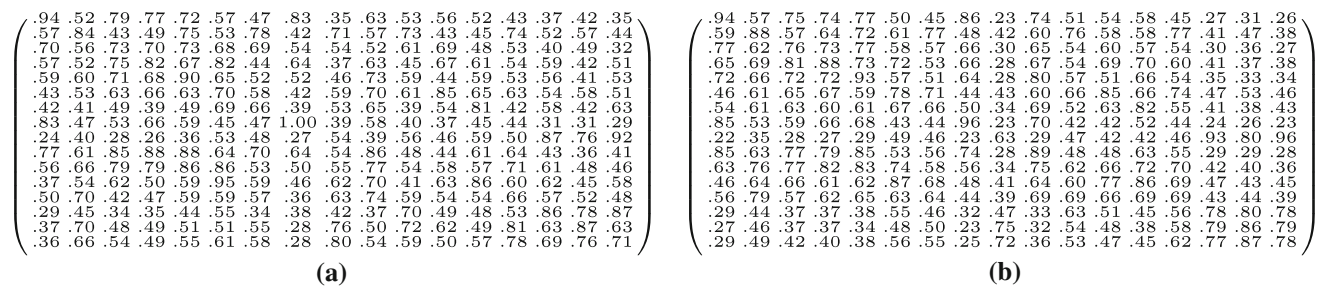 .94 .52 .79 .77 .72 .57 .47 .83 .35 .63 .53 .56 .52 .43 .37 .42 .35
.57 .84 .43 .49 .75 .53 .78 .42 .71 .57 .73 .43 .45 .74 .52 .57 .44
.70 .56 .73 .70 .73 .68 .69 .54 .54 .52 .61 .69 .48 .53 .40 .49 .32
.57 .52 .75 .82 .67 .82 .44 .64 .37 .63 .45 .67 .61 .54 .59 .42 .51
.59 .60 .71 .68 .90 .65 .52 .52 .46 .73 .59 .44 .59 .53 .56 .41 .53
.43 .53 .63 .66 .63 .70 .58 .42 .59 .70 .61 .85 .65 .63 .54 .58 .51
.42 .41 .49 .39 .49 .69 .66 .39 .53 .65 .39 .54 .81 .42 .58 .42 .63
.83 .47 .53 .66 .59 .45 .47 1.00 .39 .58 .40 .37 .45 .44 .31 .31 .29
.24 .40 .28 .26 .36 .53 .48 .27 .54 .39 .56 .46 .59 .50 .87 .76 .92
.77 .61 .85 .88 .88 .64 .70 .64 .54 .86 .48 .44 .61 .64 .43 .36 .41
.56 .66 .79 .79 .86 .86 .53 .50 .55 .77 .54 .58 .57 .71 .61 .48 .46
.37 .54 .62 .50 .59 .95 .59 .46 .62 .70 .41 .63 .86 .60 .62 .45 .58
.50 .70 .42 .47 .59 .59 .57 .36 .63 .74 .59 .54 .54 .66 .57 .52 .48
.29 .45 .34 .35 .44 .55 .34 .38 .42 .37 .70 .49 .48 .53 .86 .78 .87
.37 .70 .48 .49 .51 .51 .55 .28 .76 .50 .72 .62 .49 .81 .63 .87 .63
.36 .66 .54 .49 .55 .61 .58 .28 .80 .54 .59 .50 .57 .78 .69 .76 .71
(a)
.94 .57 .75 .74 .77 .50 .45 .86 .23 .74 .51 .54 .58 .45 .27 .31 .26
.59 .88 .57 .64 .72 .61 .77 .48 .42 .60 .76 .58 .58 .77 .41 .47 .38
.77 .62 .76 .73 .77 .58 .57 .66 .30 .65 .54 .60 .57 .54 .30 .36 .27
.65 .69 .81 .88 .73 .72 .53 .66 .28 .67 .54 .69 .70 .60 .41 .37 .38
.72 .66 .72 .72 .93 .57 .51 .64 .28 .80 .57 .51 .66 .54 .35 .33 .34
.46 .61 .65 .67 .59 .78 .71 .44 .43 .60 .66 .85 .66 .74 .47 .53 .46
.54 .61 .63 .60 .61 .67 .66 .50 .34 .69 .52 .63 .82 .55 .41 .38 .43
.85 .53 .59 .66 .68 .43 .44 .96 .23 .70 .42 .42 .52 .44 .24 .26 .23
.22 .35 .28 .27 .29 .49 .46 .23 .63 .29 .47 .42 .42 .46 .93 .80 .96
.85 .63 .77 .79 .85 .53 .56 .74 .28 .89 .48 .48 .63 .55 .29 .29 .28
.63 .76 .77 .82 .83 .74 .58 .56 .34 .75 .62 .66 .72 .70 .42 .40 .36
.46 .64 .66 .61 .62 .87 .68 .48 .41 .64 .60 .77 .86 .69 .47 .43 .45
.56 .79 .57 .62 .65 .63 .64 .44 .39 .69 .69 .66 .69 .69 .43 .44 .39
.29 .44 .37 .37 .38 .55 .46 .32 .47 .33 .63 .51 .45 .56 .78 .80 .78
.27 .46 .37 .37 .34 .48 .50 .23 .75 .32 .54 .48 .38 .58 .79 .86 .79
.29 .49 .42 .40 .38 .56 .55 .25 .72 .36 .53 .47 .45 .62 .77 .87 .78
(b)